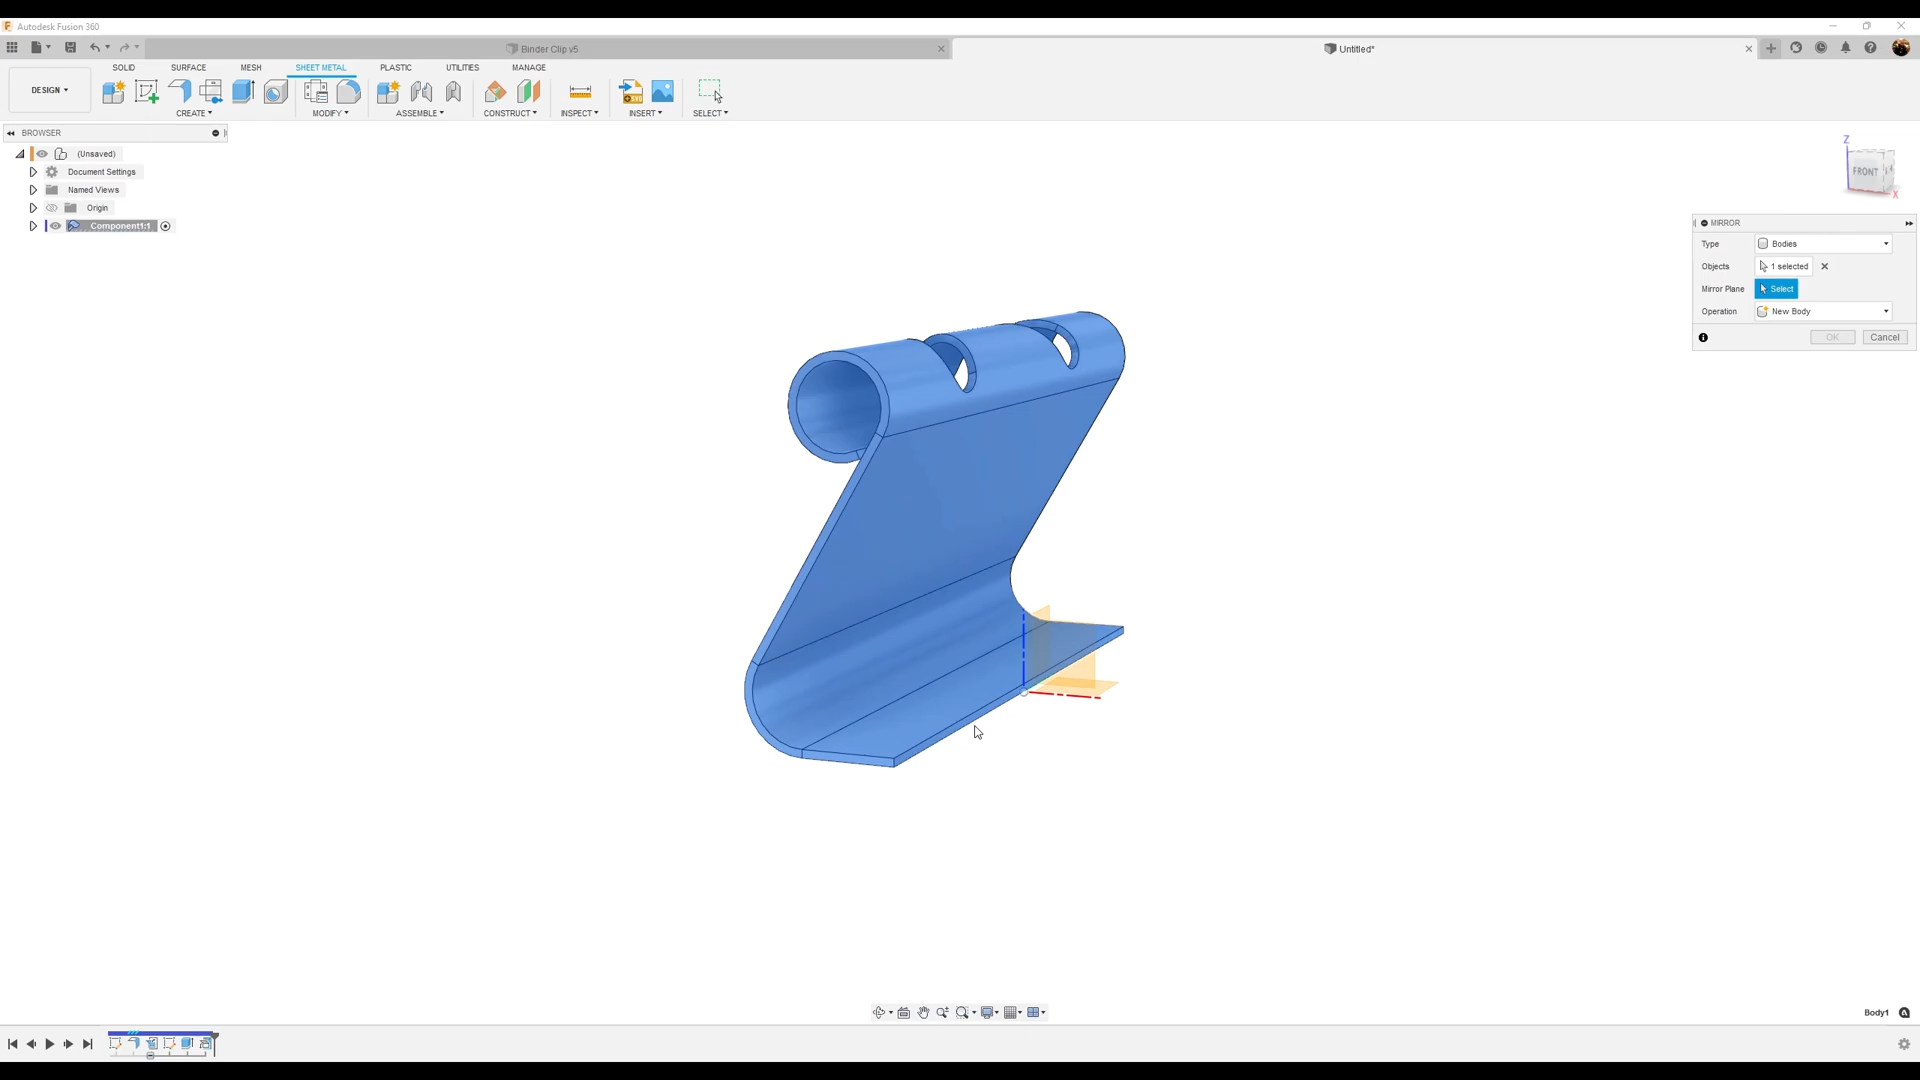 Autodesk Fusion 360
Binder Clip v5
Untitled*
DESIGN
SOLID
SURFACE
MESH
SHEET METAL
PLASTIC
UTILITIES
MANAGE
CREATE
MODIFY
ASSEMBLE
CONSTRUCT
INSPECT
INSERT
SELECT
BROWSER
(Unsaved)
Document Settings
Named Views
Origin
Component1:1
Z
FRONT
X
MIRROR
Type
Bodies
Objects
1 selected
Mirror Plane
Select
Operation
New Body
OK
Cancel
Body1